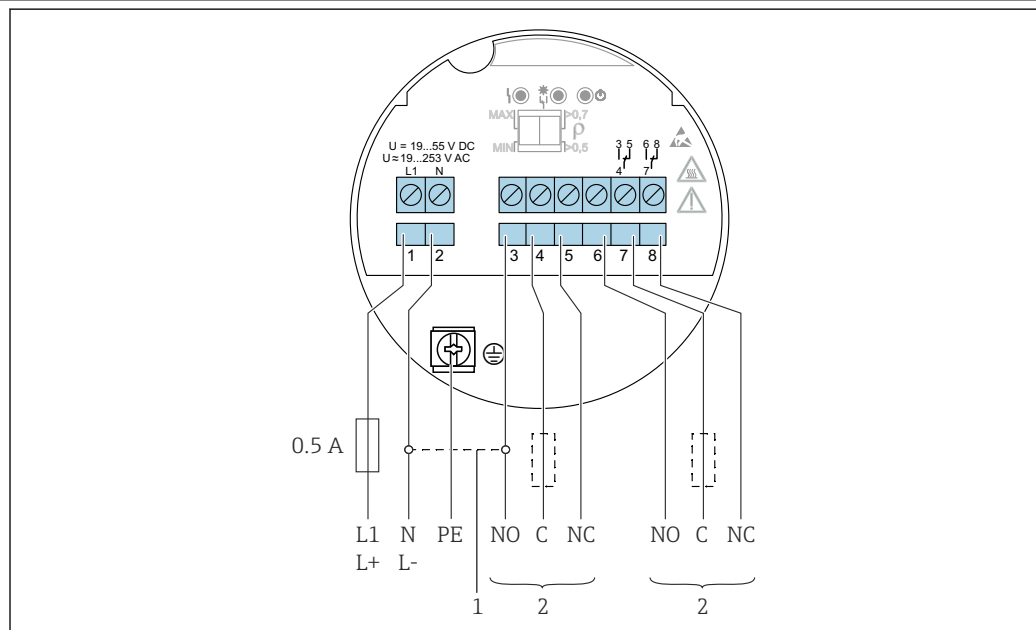 MAX >0,7
ρ
MIN >0,5
U = 19...55 V DC
U≈19...253 V AC
L1 N
3 5 6 8
4 7
1 2 3 4 5 6 7 8
0.5 A
L1 N PE NO C NC NO C NC
L+ L-
1 2 2